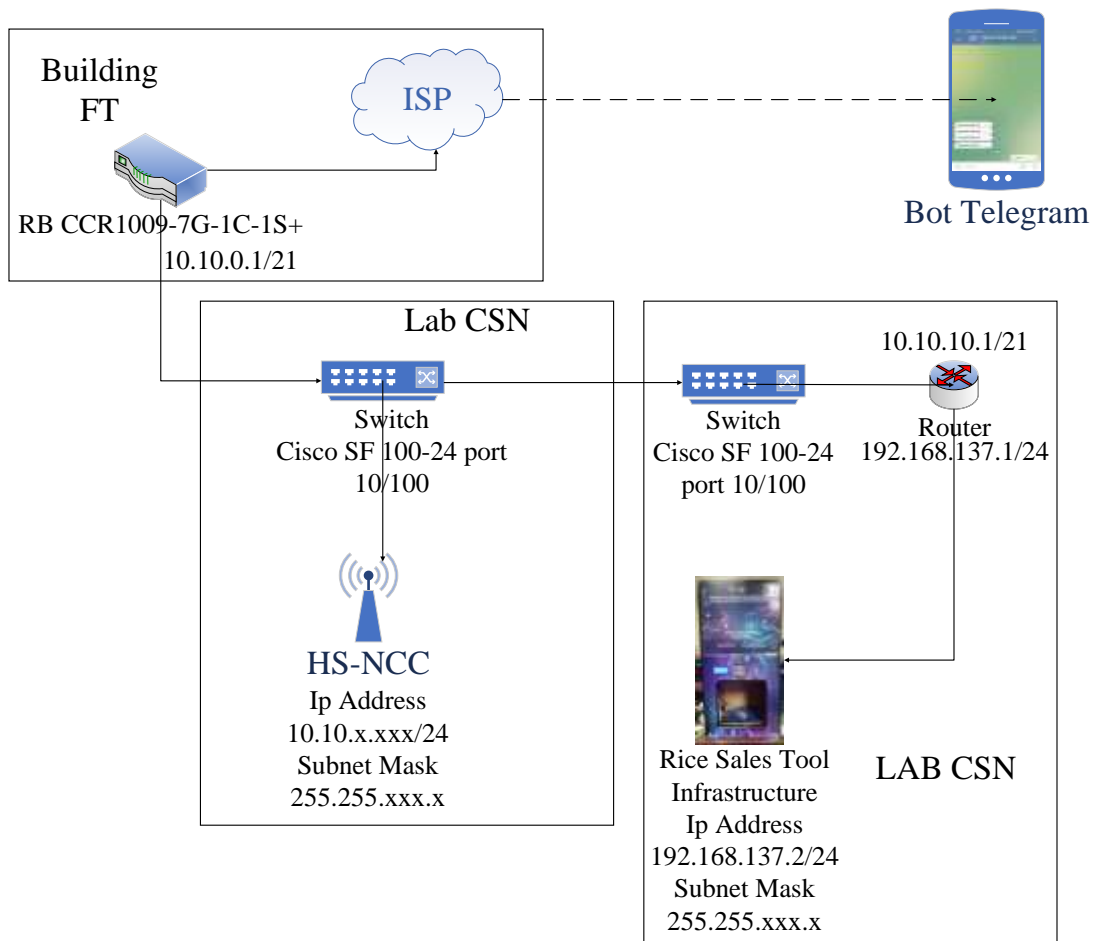 Building
FT
ISP
RB CCR1009-7G-1C-1S+
10.10.0.1/21
Bot Telegram
Lab CSN
Switch
Cisco SF 100-24 port
10/100
HS-NCC
Ip Address
10.10.x.xxx/24
Subnet Mask
255.255.xxx.x
10.10.10.1/21
Switch
Cisco SF 100-24
port 10/100
Router
192.168.137.1/24
Rice Sales Tool
Infrastructure
Ip Address
192.168.137.2/24
Subnet Mask
255.255.xxx.x
LAB CSN